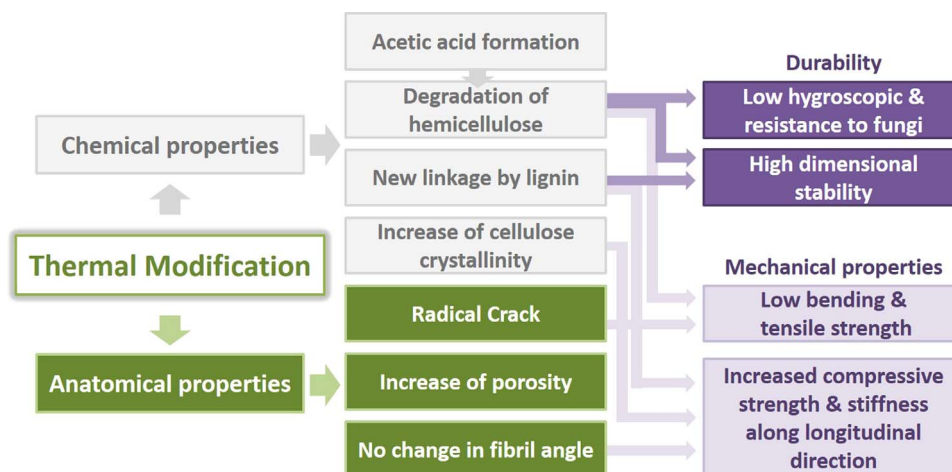 Acetic acid formation
Durability
Degradation of
hemicellulose
Low hygroscopic &
resistance to fungi
Chemical properties
New linkage by lignin
High dimensional
stability
Thermal Modification
Increase of cellulose
crystallinity
Mechanical properties
Radical Crack
Low bending &
tensile strength
Anatomical properties
Increase of porosity
Increased compressive
strength & stiffness
along longitudinal
direction
No change in fibril angle